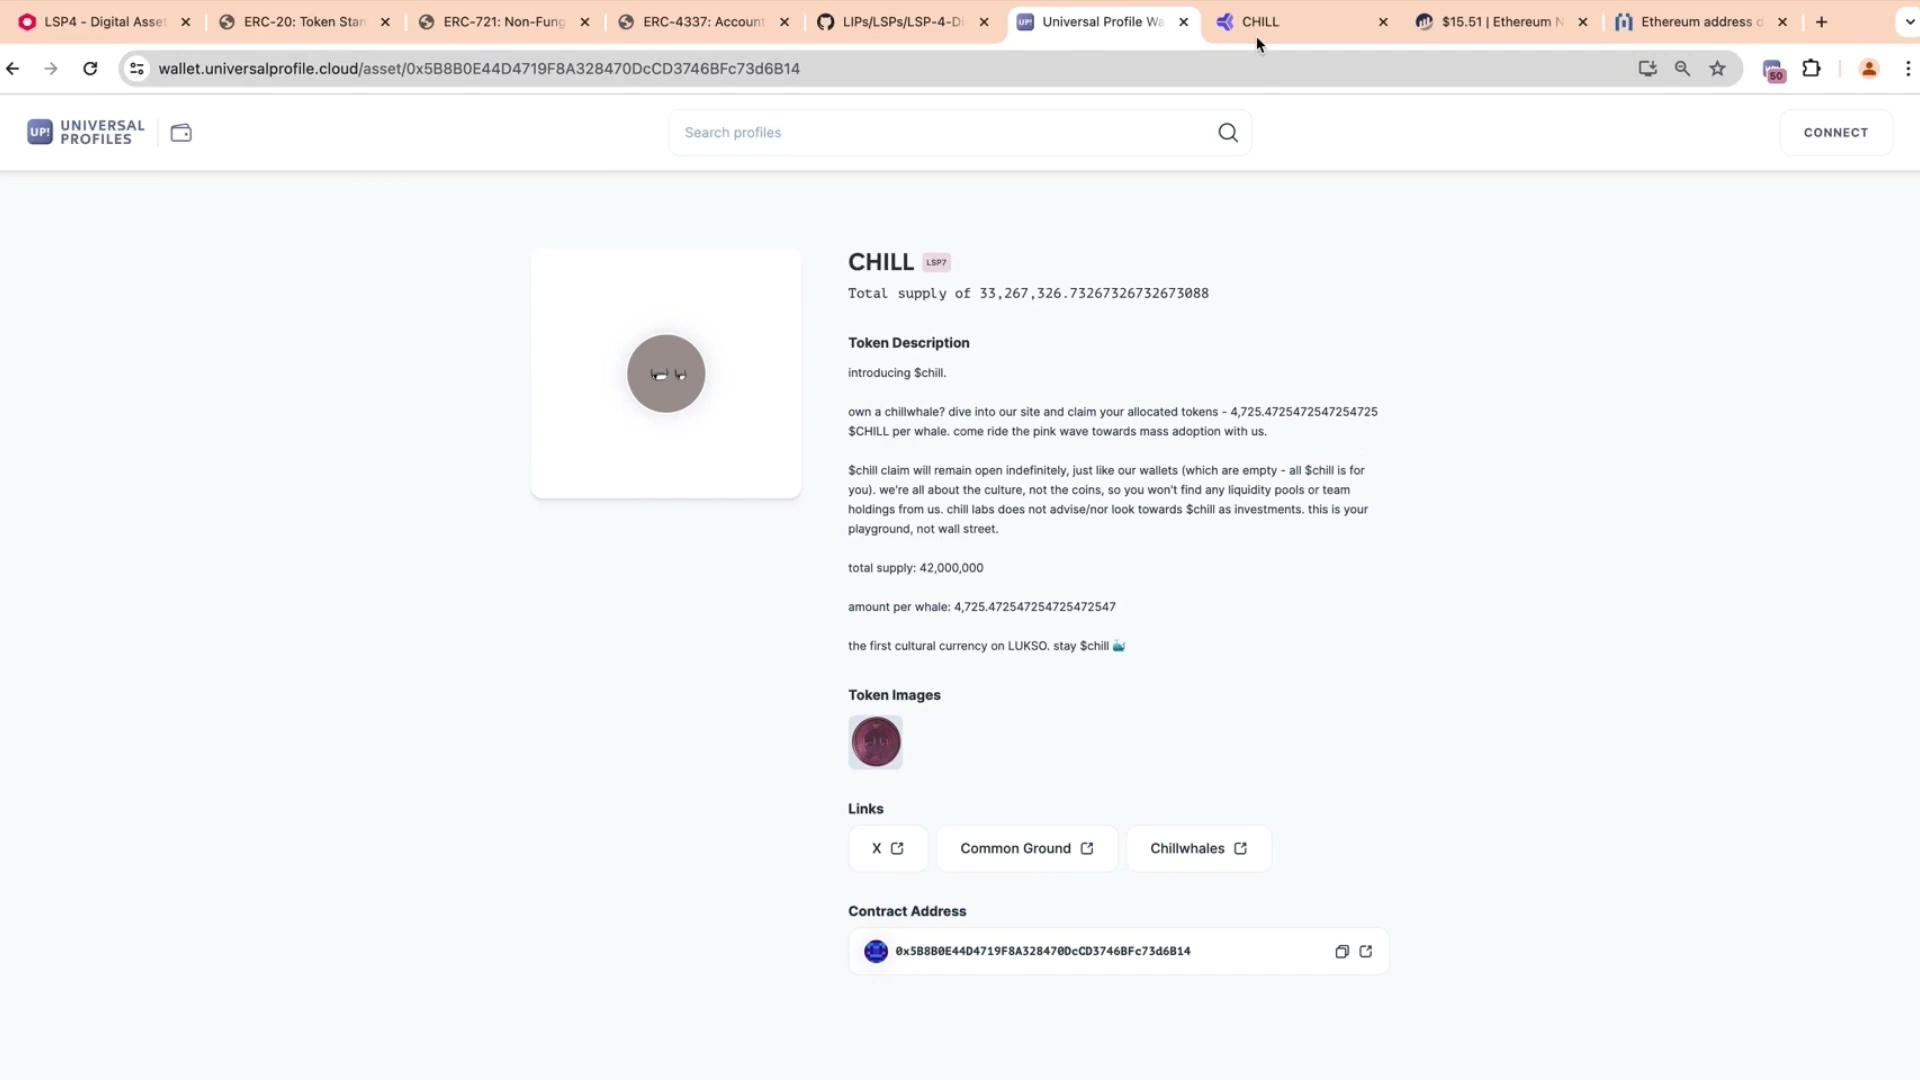 LSP4 - Digital Asset
ERC-20: Token Stan
ERC-721: Non-Fung
ERC-4337: Account
LIPs/LSPs/LSP-4-Di
UP! Universal Profile Wa
CHILL
$15.51 | Ethereum N
Ethereum address d
wallet.universalprofile.cloud/asset/0x5B8B0E44D4719F8A328470DcCD3746BFc73d6B14
50
UP! UNIVERSAL
PROFILES
Search profiles
CONNECT
CHILL LSP7
Total supply of 33,267,326.73267326732673088
Token Description
introducing $chill.
own a chillwhale? dive into our site and claim your allocated tokens - 4,725.4725472547254725
$CHILL per whale. come ride the pink wave towards mass adoption with us.
$chill claim will remain open indefinitely, just like our wallets (which are empty - all $chill is for
you). we're all about the culture, not the coins, so you won't find any liquidity pools or team
holdings from us. chill labs does not advise/nor look towards $chill as investments. this is your
playground, not wall street.
total supply: 42,000,000
amount per whale: 4,725.472547254725472547
the first cultural currency on LUKSO. stay $chill 🐳
Token Images
Links
X
Common Ground
Chillwhales
Contract Address
0x5B8B0E44D4719F8A328470DcCD3746BFc73d6B14